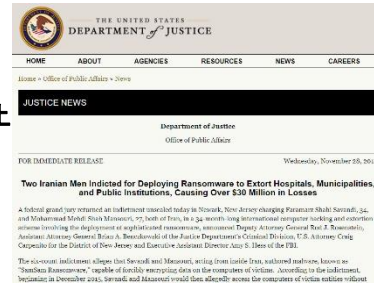 THE UNITED STATES
DEPARTMENT of JUSTICE
HOME ABOUT AGENCIES RESOURCES NEWS CAREERS
Home » Office of Public Affairs » News
JUSTICE NEWS
Department of Justice
Office of Public Affairs
FOR IMMEDIATE RELEASE Wednesday, November 28,
Two Iranian Men Indicted for Deploying Ransomware to Extort Hospitals, Municipalities,
and Public Institutions, Causing Over $30 Million in Losses
A federal grand jury returned an indictment unsealed today in Newark, New Jersey charging Faramarz Shahi Savandi, 34,
and Mohammad Mehdi Shah Mansouri, 27, both of Iran, in a 34-month-long international computer hacking and extortion
scheme involving the deployment of sophisticated ransomware, announced Deputy Attorney General Rod J. Rosenstein,
Assistant Attorney General Brian A. Benczkowski of the Justice Department's Criminal Division, U.S. Attorney Craig
Carpenito for the District of New Jersey and Executive Assistant Director Amy S. Hess of the FBI.
The six-count indictment alleges that Savandi and Mansouri, acting from inside Iran, authored malware, known as
"SamSam Ransomware," capable of forcibly encrypting data on the computers of victims. According to the indictment,
beginning in December 2015, Savandi and Mansouri would then allegedly access the computers of victim entities without